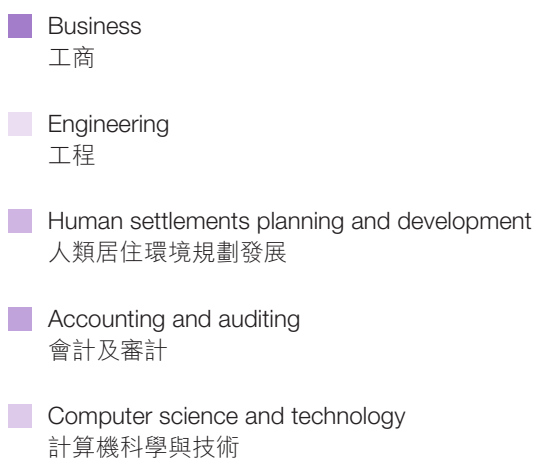 Business
工商
Engineering
工程
Human settlements planning and development
人類居住環境規劃發展
Accounting and auditing
會計及審計
Computer science and technology
計算機科學與技術